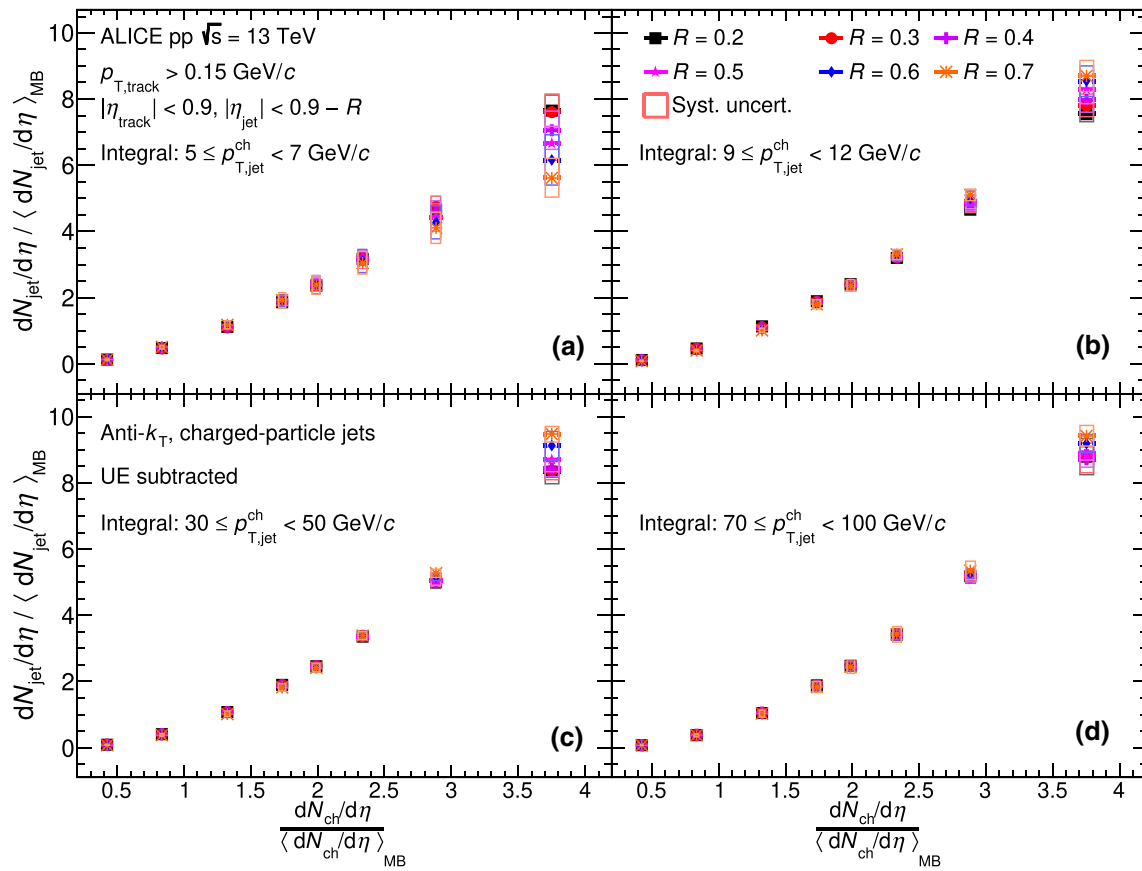 ALICE pp √s = 13 TeV
p_T,track > 0.15 GeV/c
|η_track| < 0.9, |η_jet| < 0.9 − R
Integral: 5 ≤ p^ch_T,jet < 7 GeV/c
(a)
dN_jet/dη / ⟨ dN_jet/dη ⟩_MB
10
8
6
4
2
0
R = 0.2 R = 0.3 R = 0.4
R = 0.5 R = 0.6 R = 0.7
Syst. uncert.
Integral: 9 ≤ p^ch_T,jet < 12 GeV/c
(b)
Anti-k_T, charged-particle jets
UE subtracted
Integral: 30 ≤ p^ch_T,jet < 50 GeV/c
(c)
dN_jet/dη / ⟨ dN_jet/dη ⟩_MB
10
8
6
4
2
0
Integral: 70 ≤ p^ch_T,jet < 100 GeV/c
(d)
0.5 1 1.5 2 2.5 3 3.5 4
0.5 1 1.5 2 2.5 3 3.5 4
dN_ch/dη
⟨ dN_ch/dη ⟩_MB
dN_ch/dη
⟨ dN_ch/dη ⟩_MB